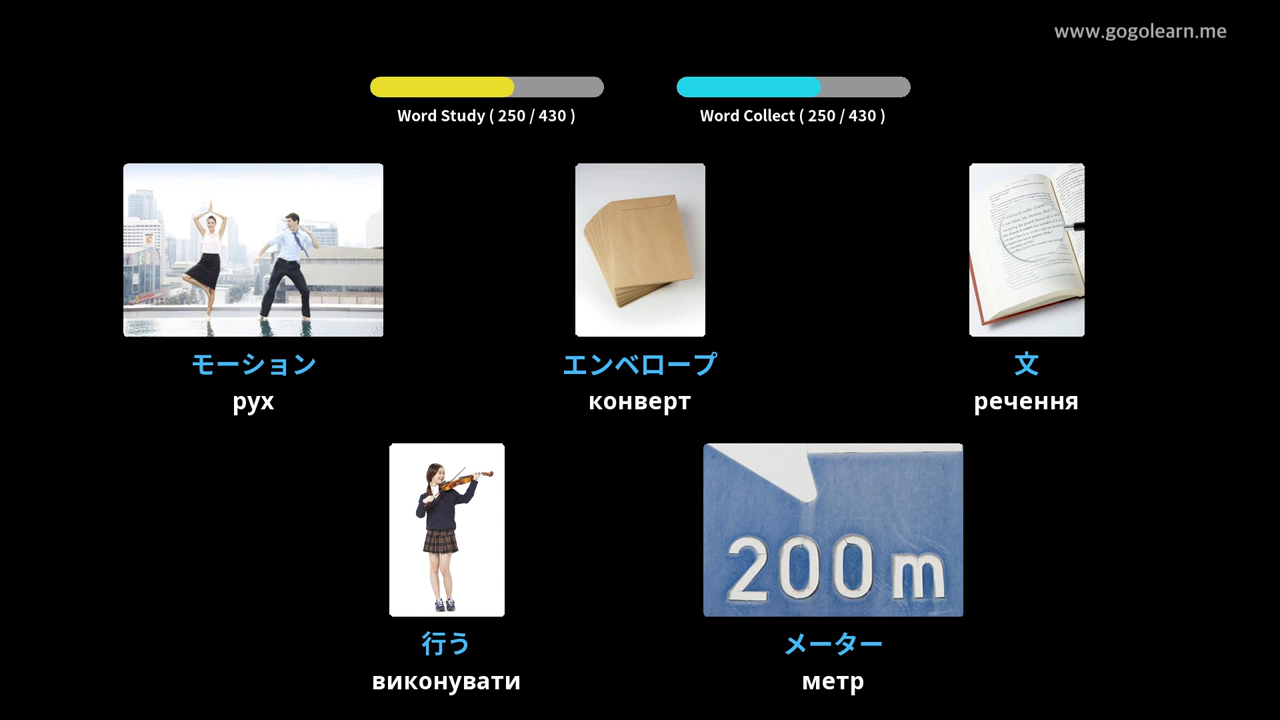 www.gogolearn.me
Word Study ( 250 / 430 )
Word Collect ( 250 / 430 )
モーション
рух
エンベロープ
конверт
文
речення
200m
行う
виконувати
メーター
метр